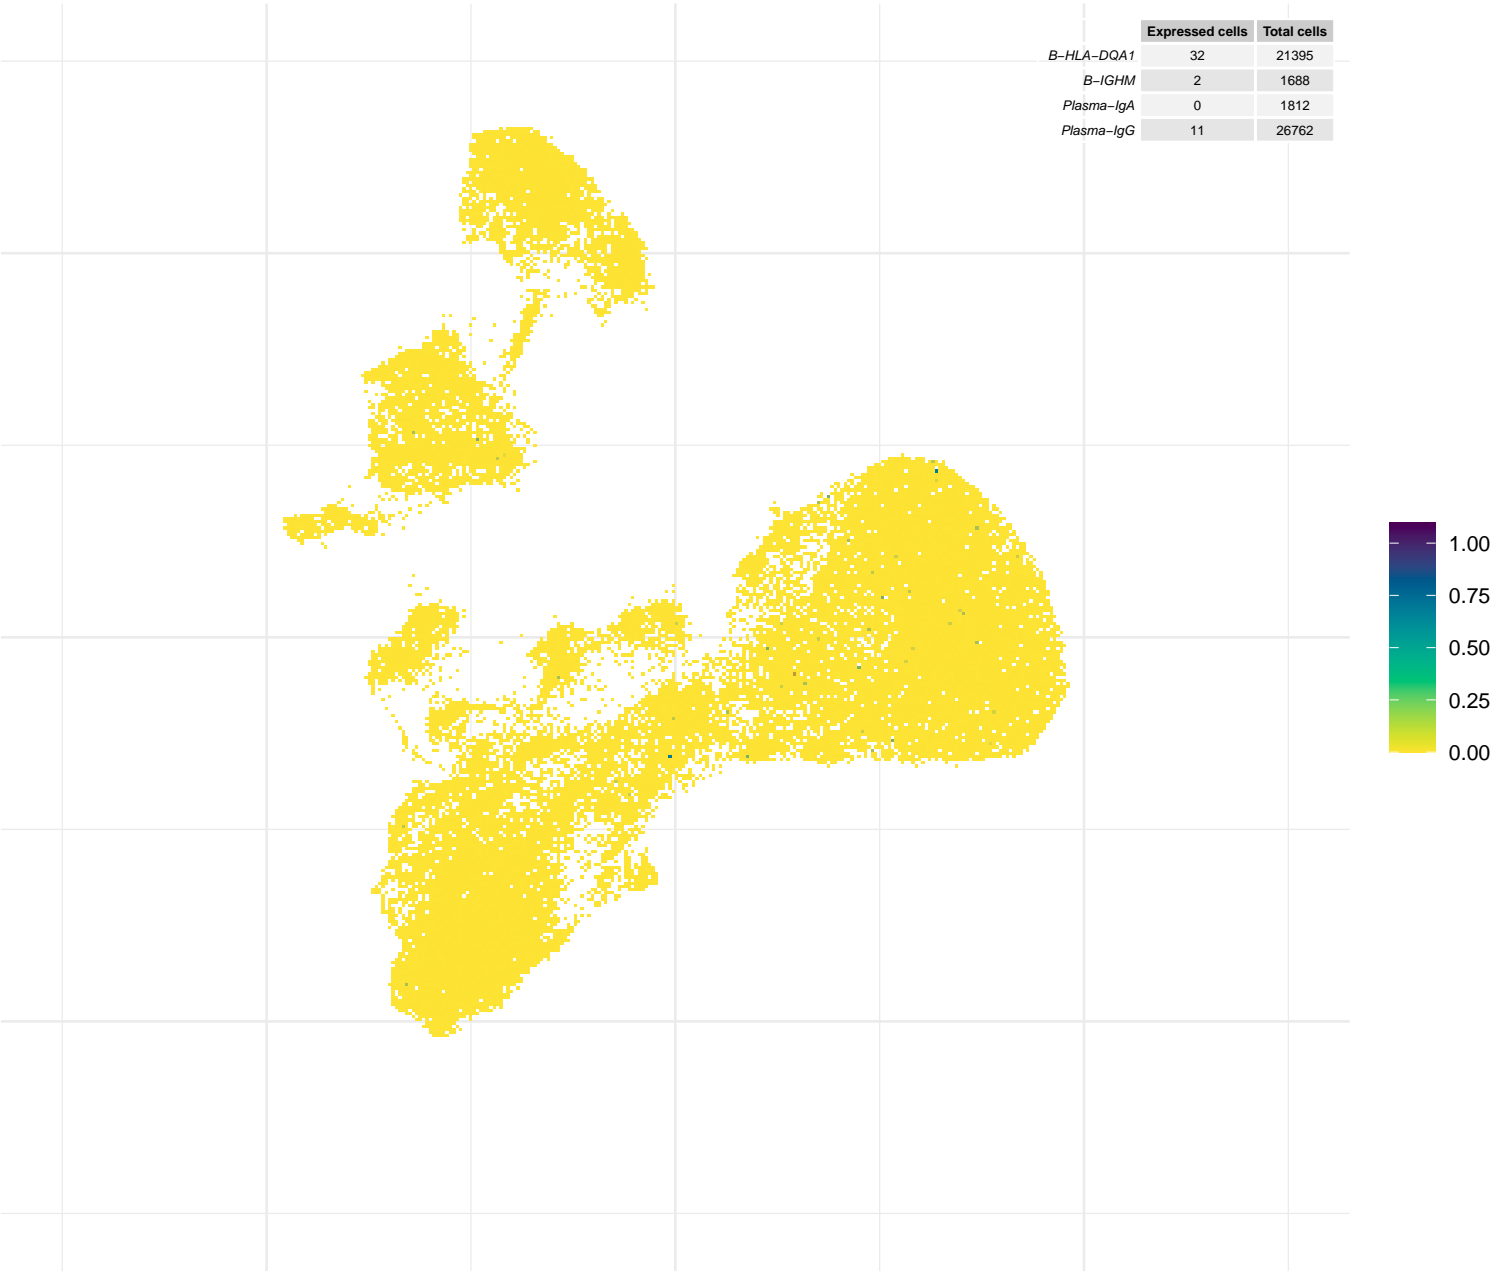 Expressed cells Total cells
B−HLA−DQA1 32 21395
B−IGHM 2 1688
Plasma−IgA 0 1812
Plasma−IgG 11 26762
1.00
0.75
0.50
0.25
0.00